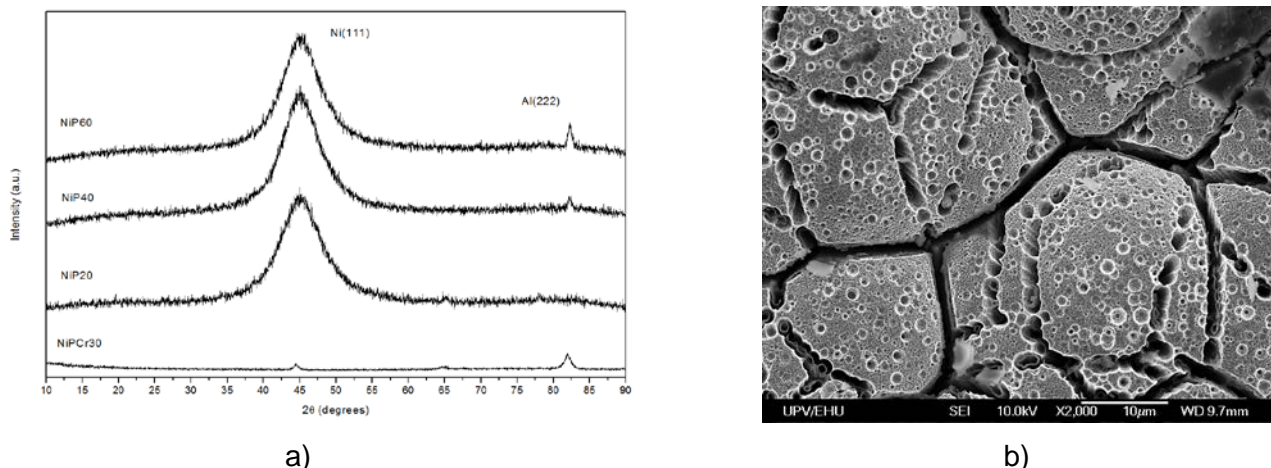 Ni(111)
Al(222)
NiP60
NiP40
NiP20
NiPCr30
Intensity (a.u.)
10 15 20 25 30 35 40 45 50 55 60 65 70 75 80 85 90
2θ (degrees)
UPV/EHU SEI 10.0kV X2,000 10µm WD 9.7mm
a) b)